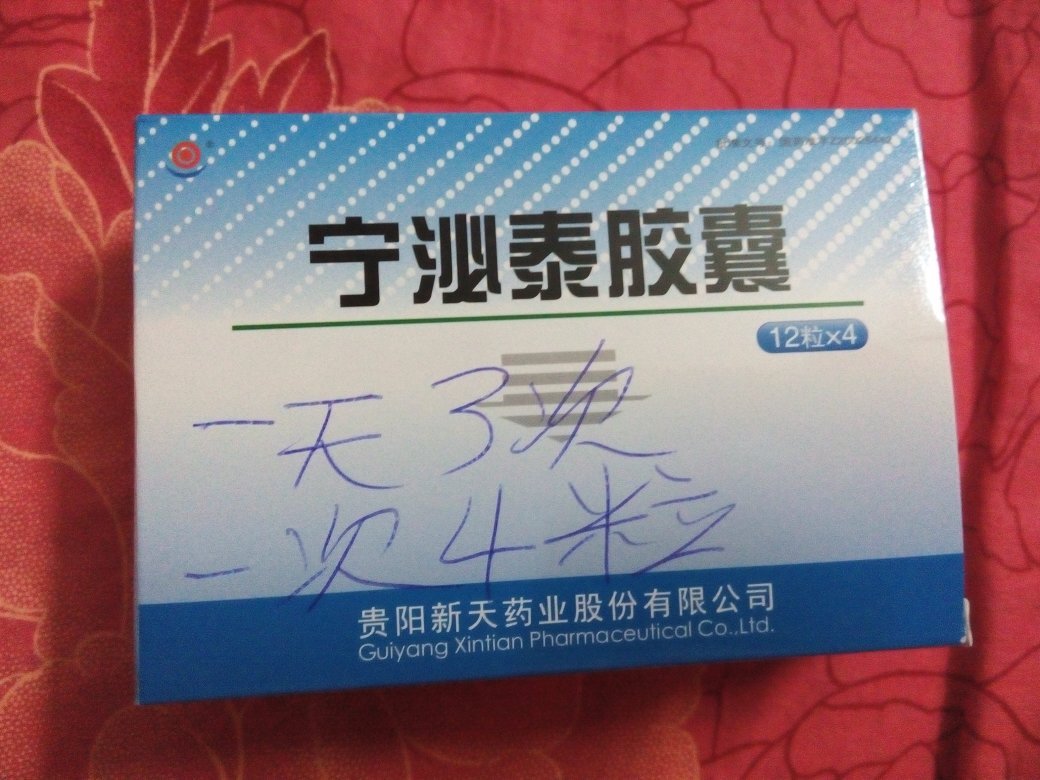 宁泌泰胶囊
12粒x4
一天3次
一次4粒
贵阳新天药业股份有限公司
Guiyang Xintian Pharmaceutical Co.,Ltd.